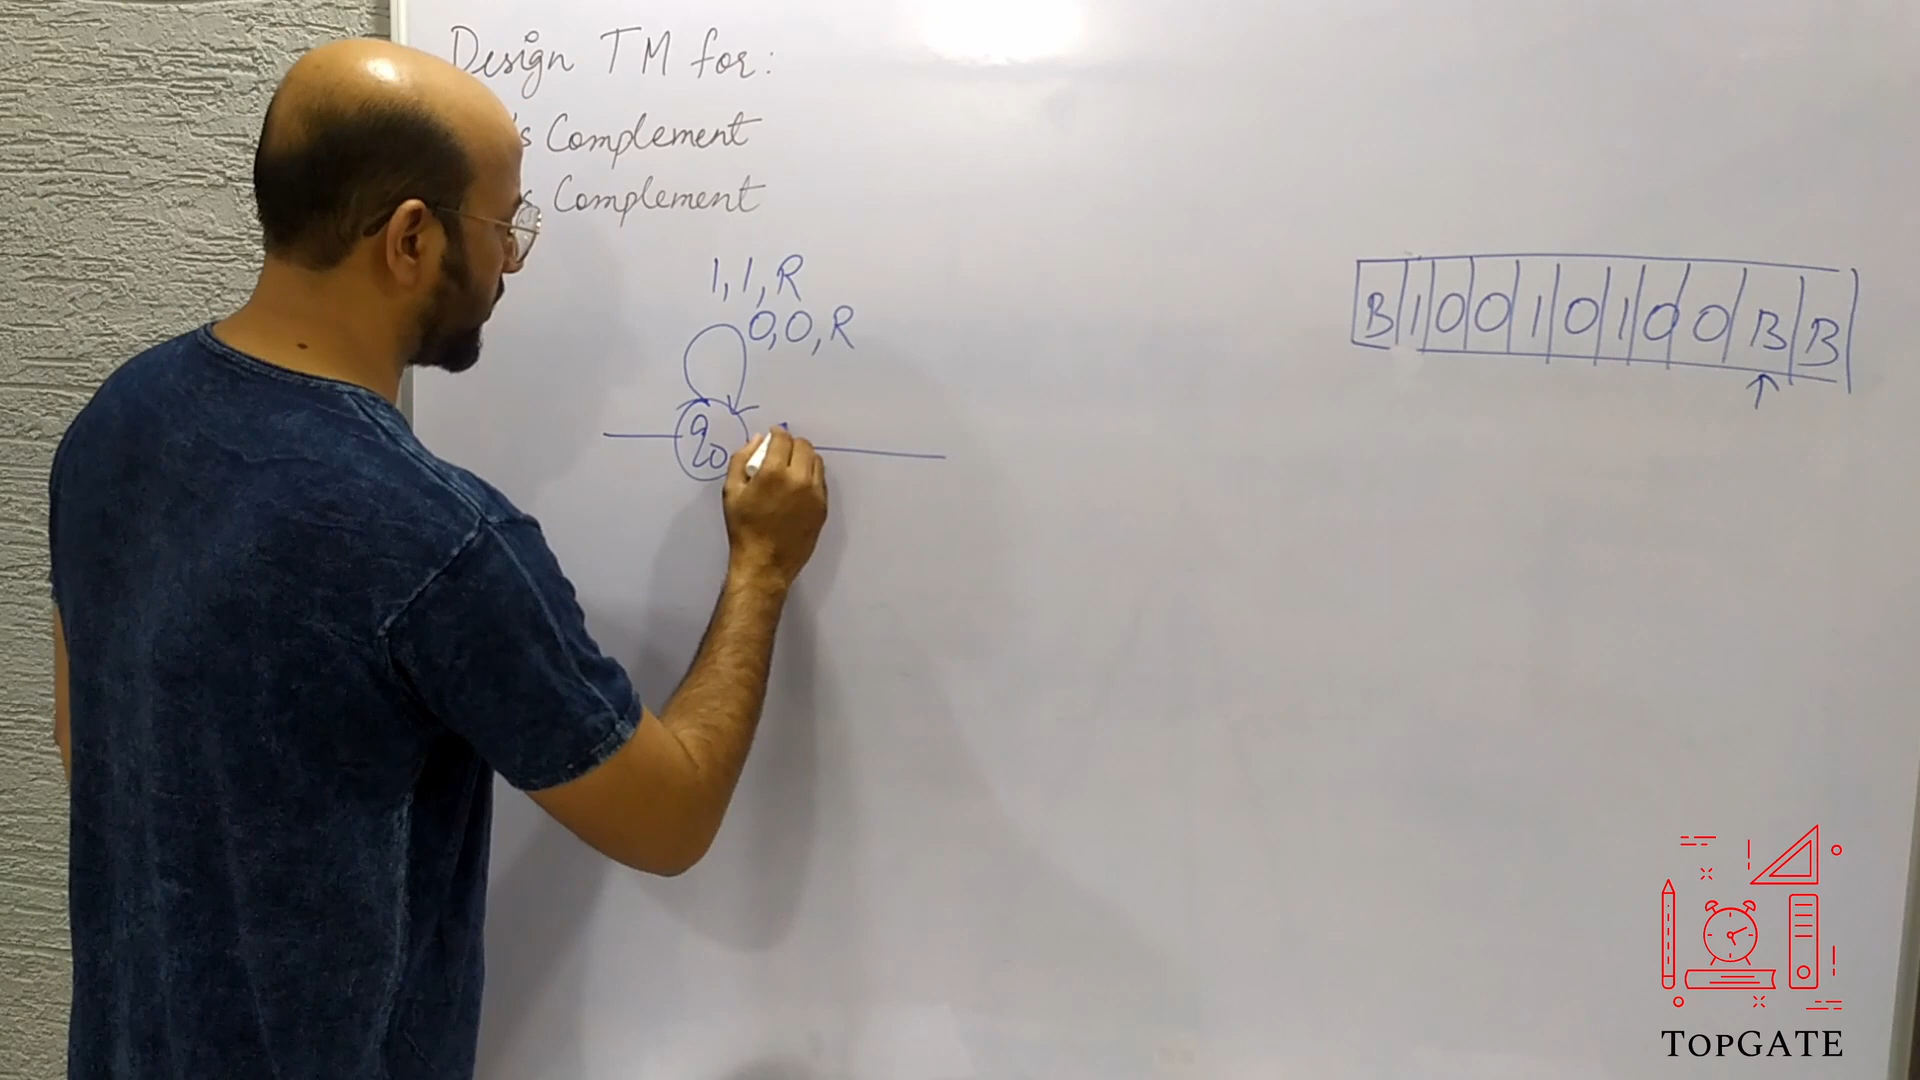 Design TM for:
's Complement
s Complement
1,1,R
0,0,R
q0
B 1 0 0 1 0 1 0 0 B B
TOPGATE